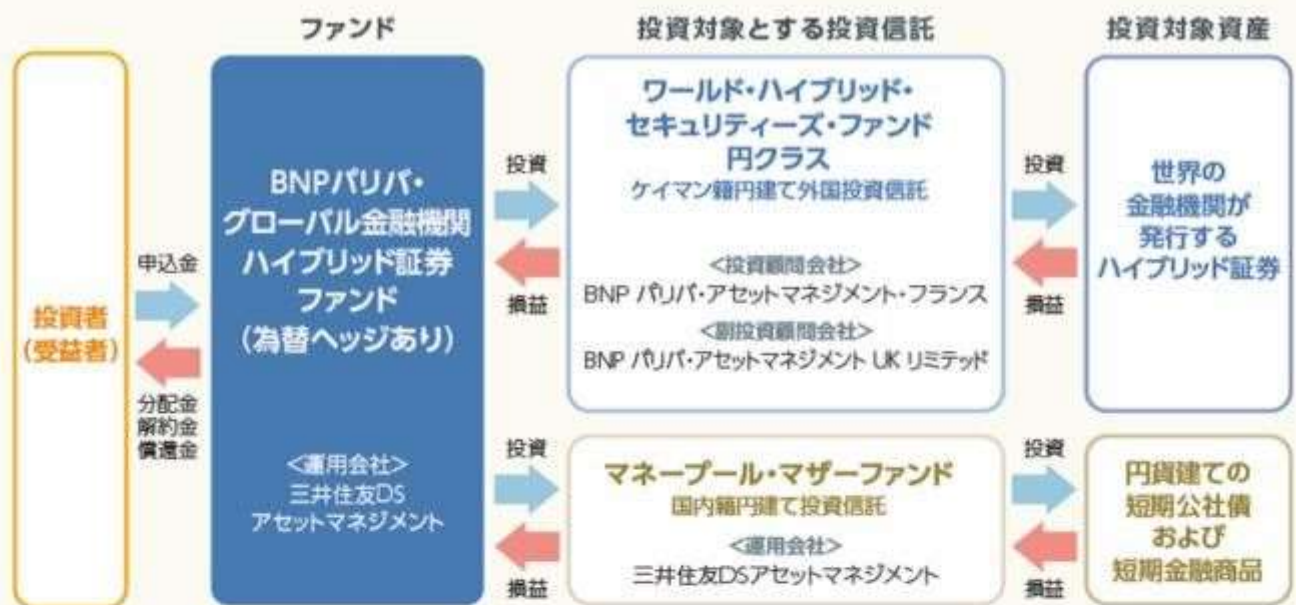 ファンド
投資対象とする投資信託
投資対象資産
投資者
(受益者)
申込金
分配金
解約金
償還金
BNPパリバ・
グローバル金融機関
ハイブリッド証券
ファンド
(為替ヘッジあり)
<運用会社>
三井住友DS
アセットマネジメント
投資
損益
ワールド・ハイブリッド・
セキュリティーズ・ファンド
円クラス
ケイマン籍円建て外国投資信託
<投資顧問会社>
BNP パリバ・アセットマネジメント・フランス
<副投資顧問会社>
BNP パリバ・アセットマネジメント UK リミテッド
投資
損益
世界の
金融機関が
発行する
ハイブリッド証券
投資
損益
マネープール・マザーファンド
国内籍円建て投資信託
<運用会社>
三井住友DSアセットマネジメント
投資
損益
円貨建ての
短期公社債
および
短期金融商品